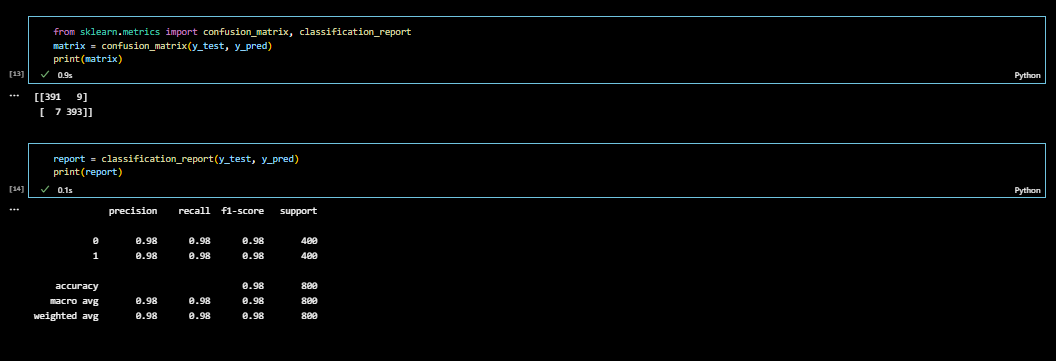 from sklearn.metrics import confusion_matrix, classification_report
matrix = confusion_matrix(y_test, y_pred)
print(matrix)
[13] ✓ 0.9s Python
... [[391   9]
 [  7 393]]
report = classification_report(y_test, y_pred)
print(report)
[14] ✓ 0.1s Python
... precision recall f1-score support
0 0.98 0.98 0.98 400
1 0.98 0.98 0.98 400
accuracy 0.98 800
macro avg 0.98 0.98 0.98 800
weighted avg 0.98 0.98 0.98 800